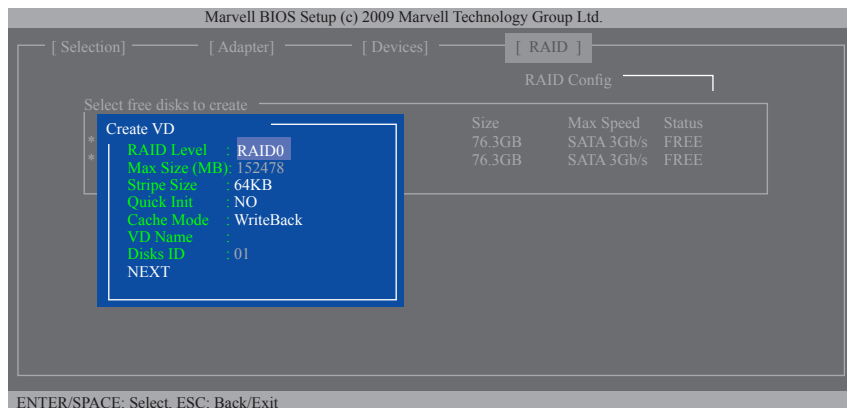 Marvell BIOS Setup (c) 2009 Marvell Technology Group Ltd.
[ Selection] [ Adapter] [ Devices] [ RAID ]
RAID Config
Select free disks to create
Size Max Speed Status
* 76.3GB SATA 3Gb/s FREE
* 76.3GB SATA 3Gb/s FREE
Create VD
RAID Level : RAID0
Max Size (MB): 152478
Stripe Size : 64KB
Quick Init : NO
Cache Mode : WriteBack
VD Name :
Disks ID : 01
NEXT
ENTER/SPACE: Select, ESC: Back/Exit